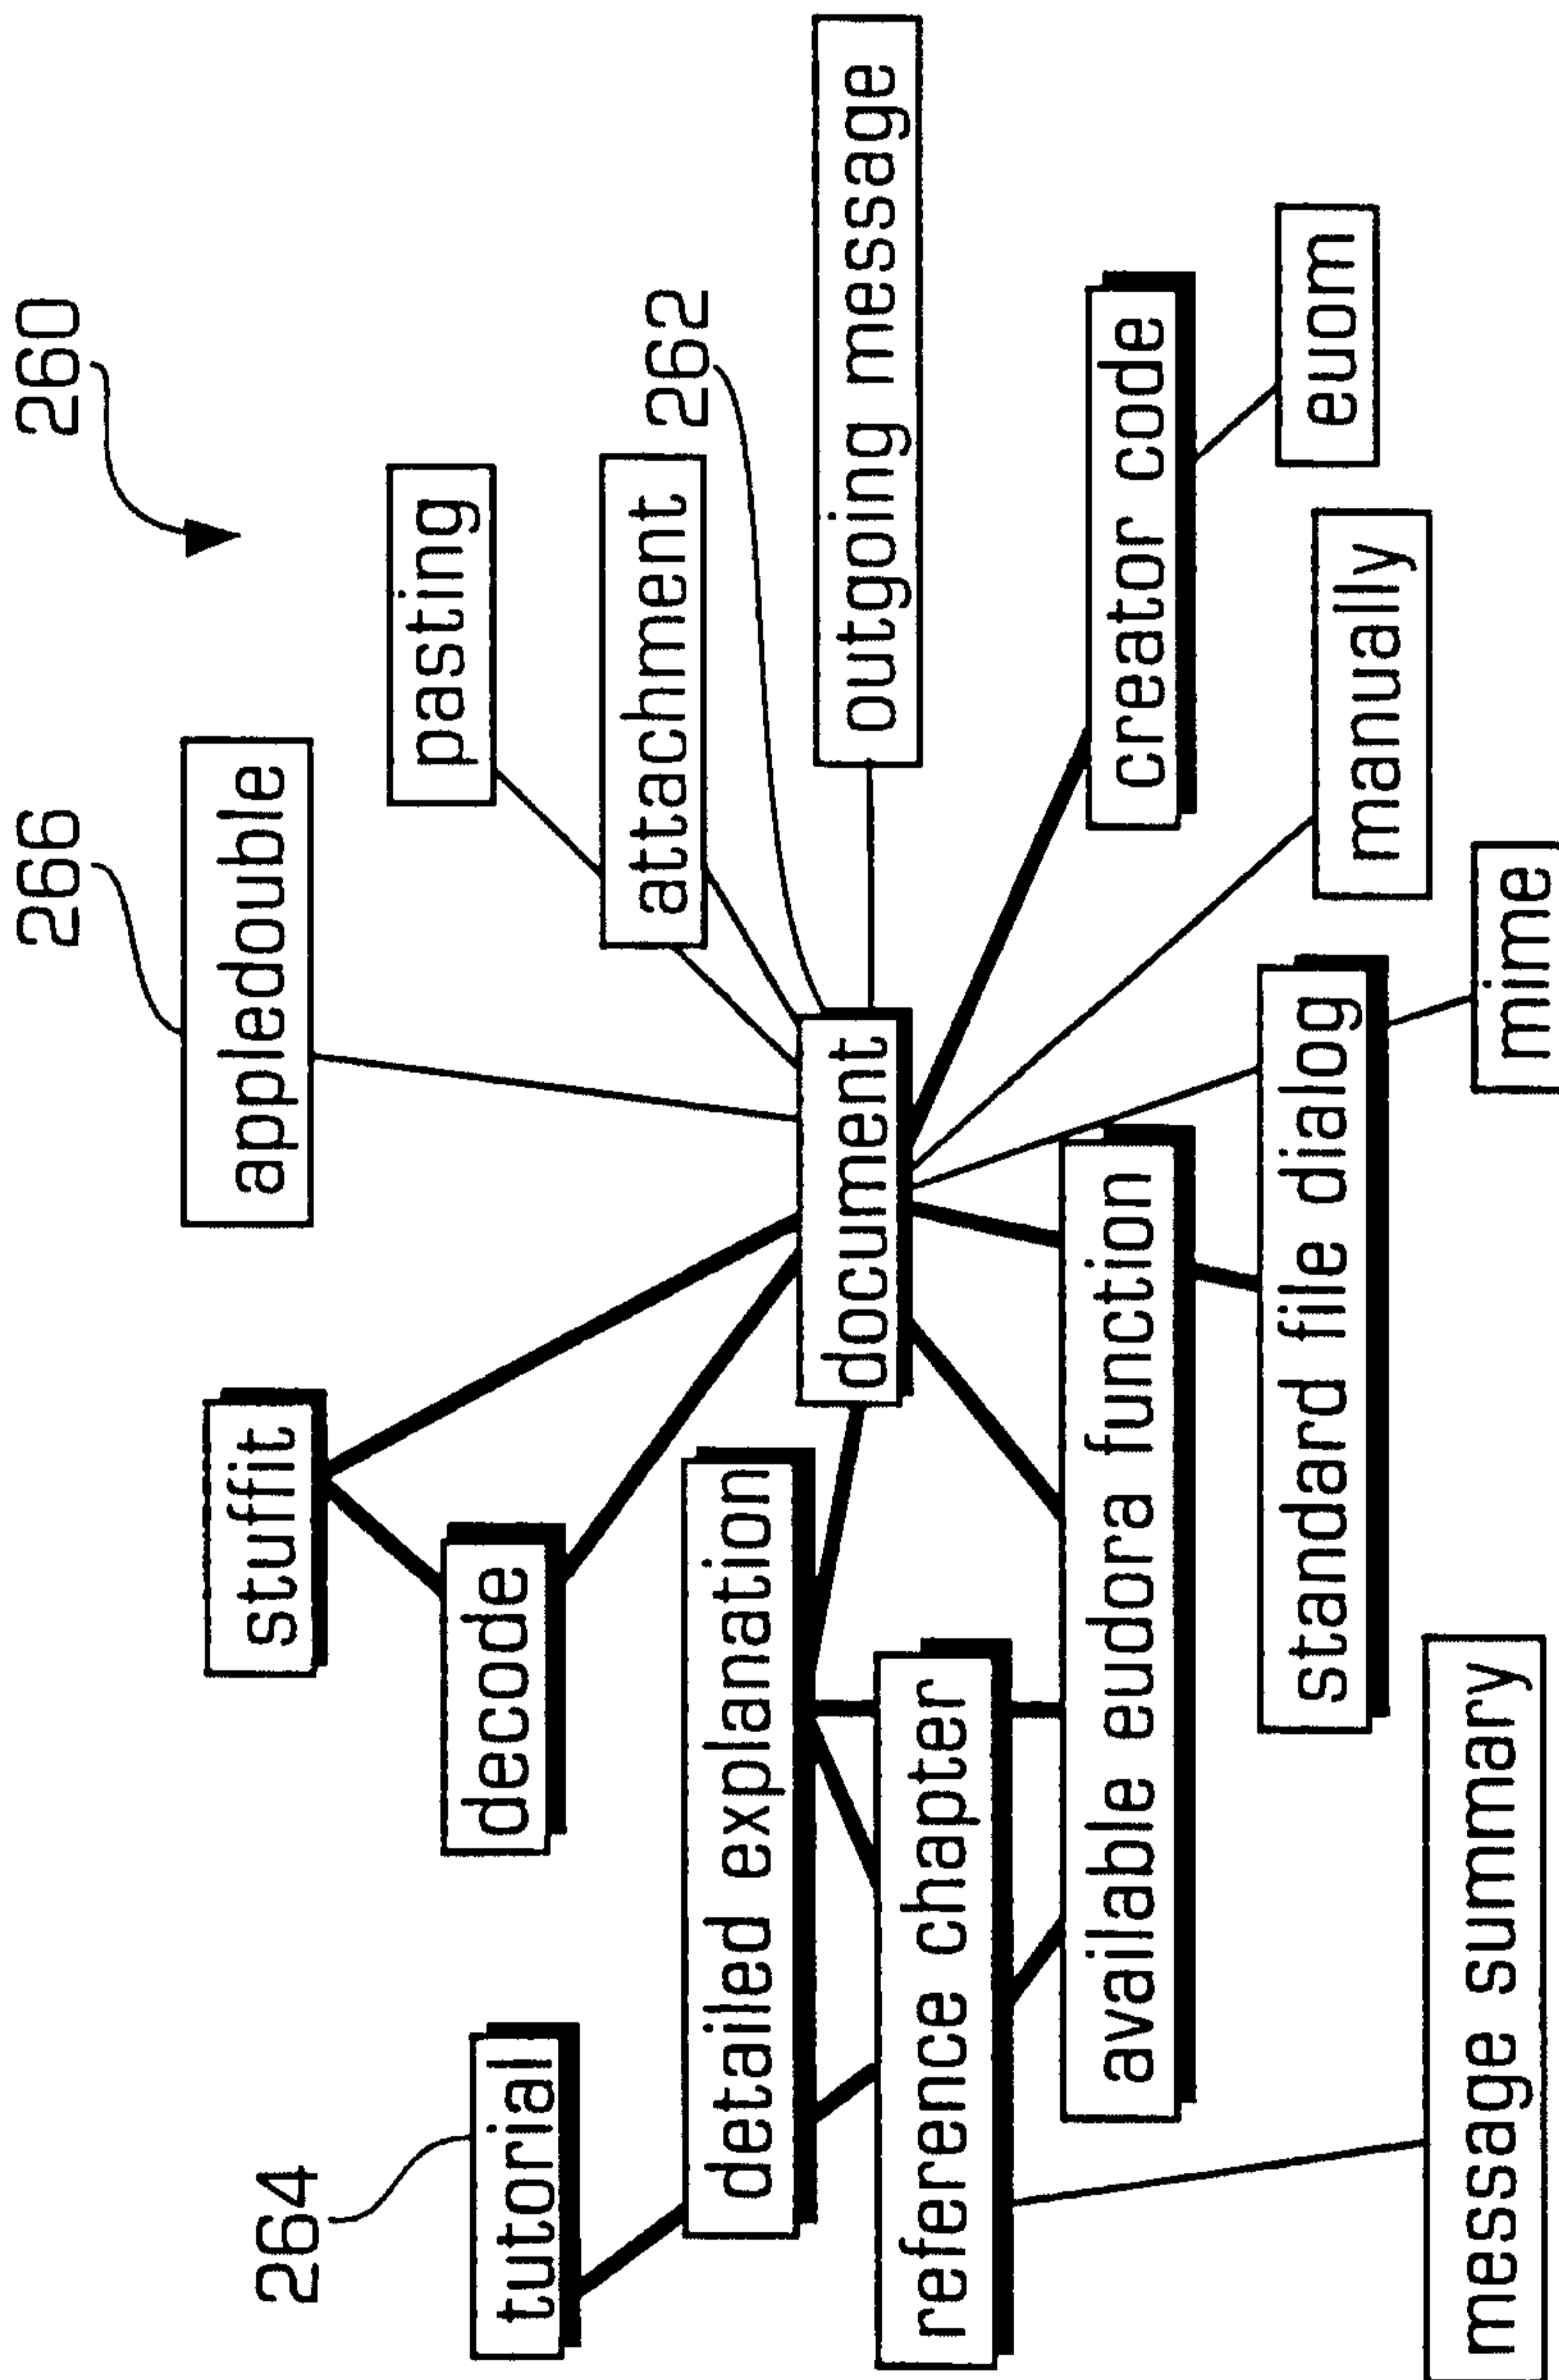 266
260
264
stuffit
appledouble
pasting
tutorial
decode
attachment
262
detailed explanation
document
outgoing message
reference chapter
available eudora function
creator code
standard file dialog
manually
euom
message summary
mime